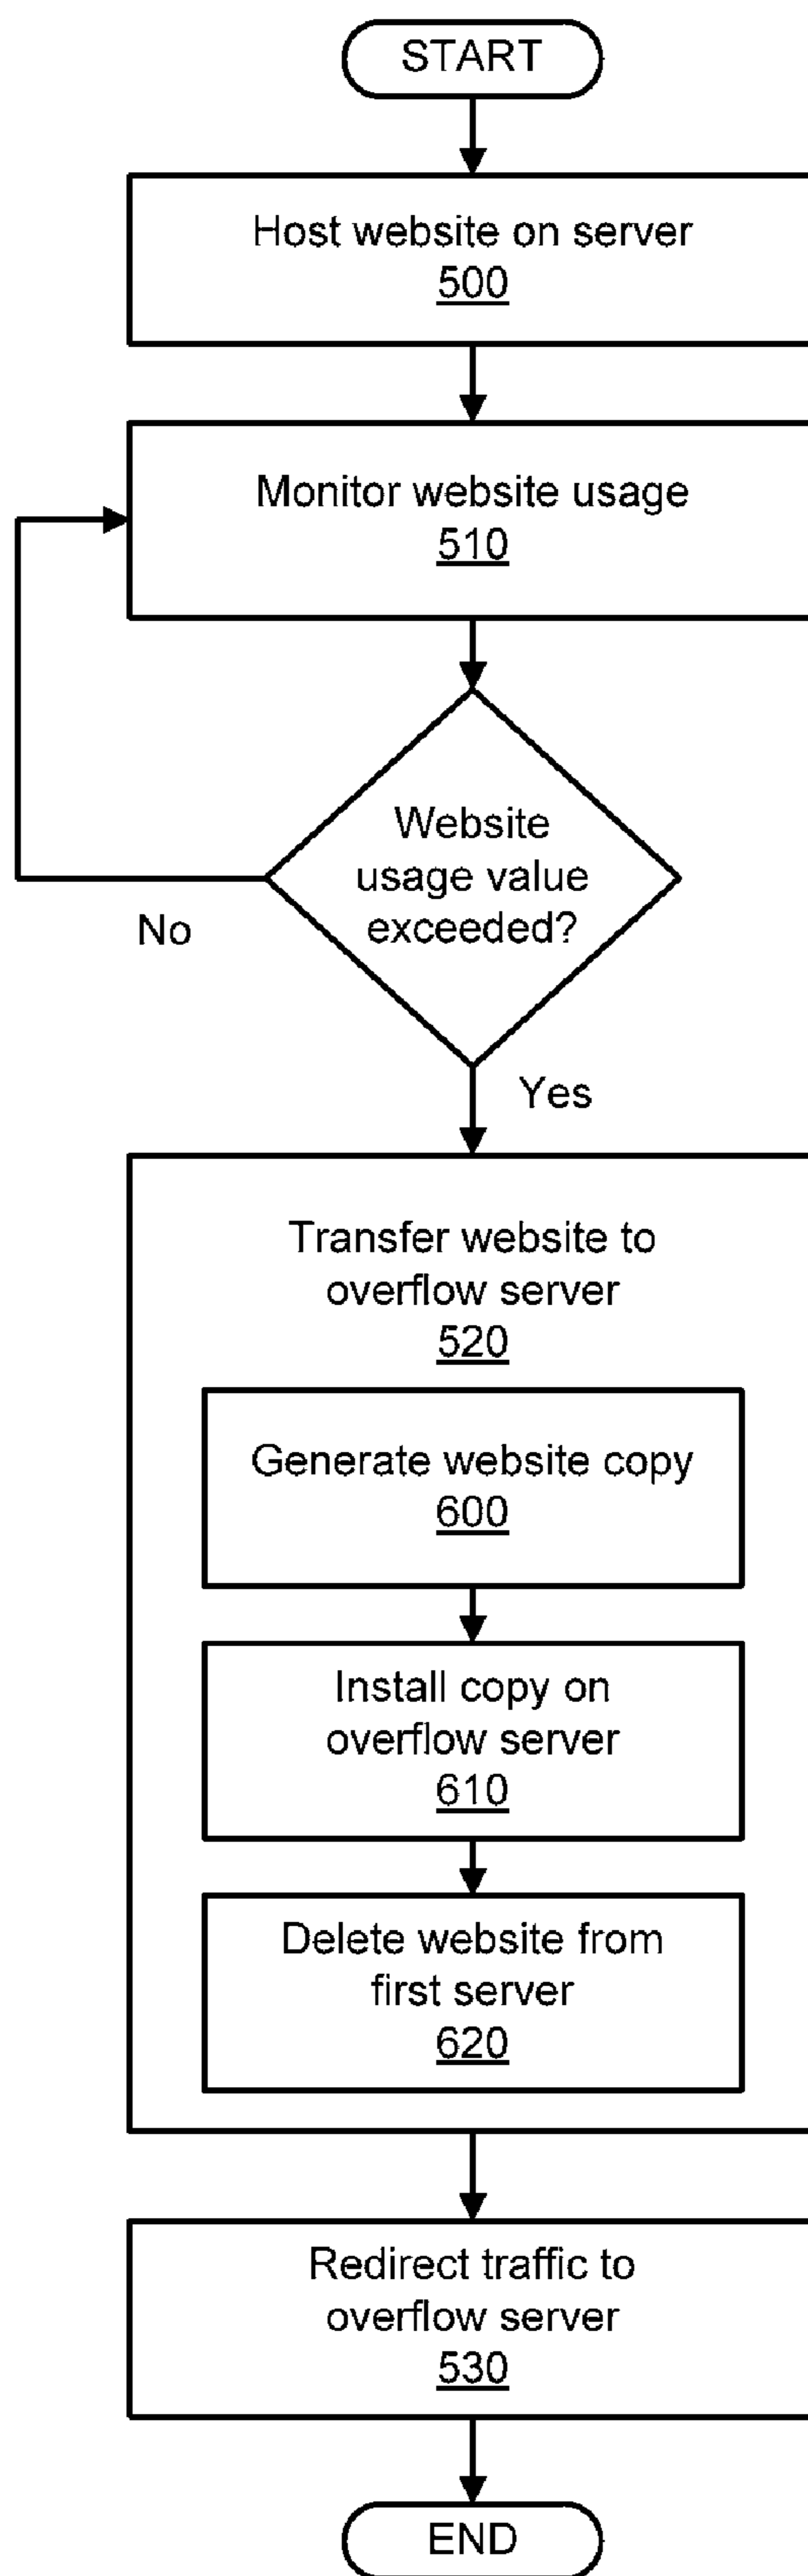 START
Host website on server
500
Monitor website usage
510
Website
usage value
exceeded?
No
Yes
Transfer website to
overflow server
520
Generate website copy
600
Install copy on
overflow server
610
Delete website from
first server
620
Redirect traffic to
overflow server
530
END